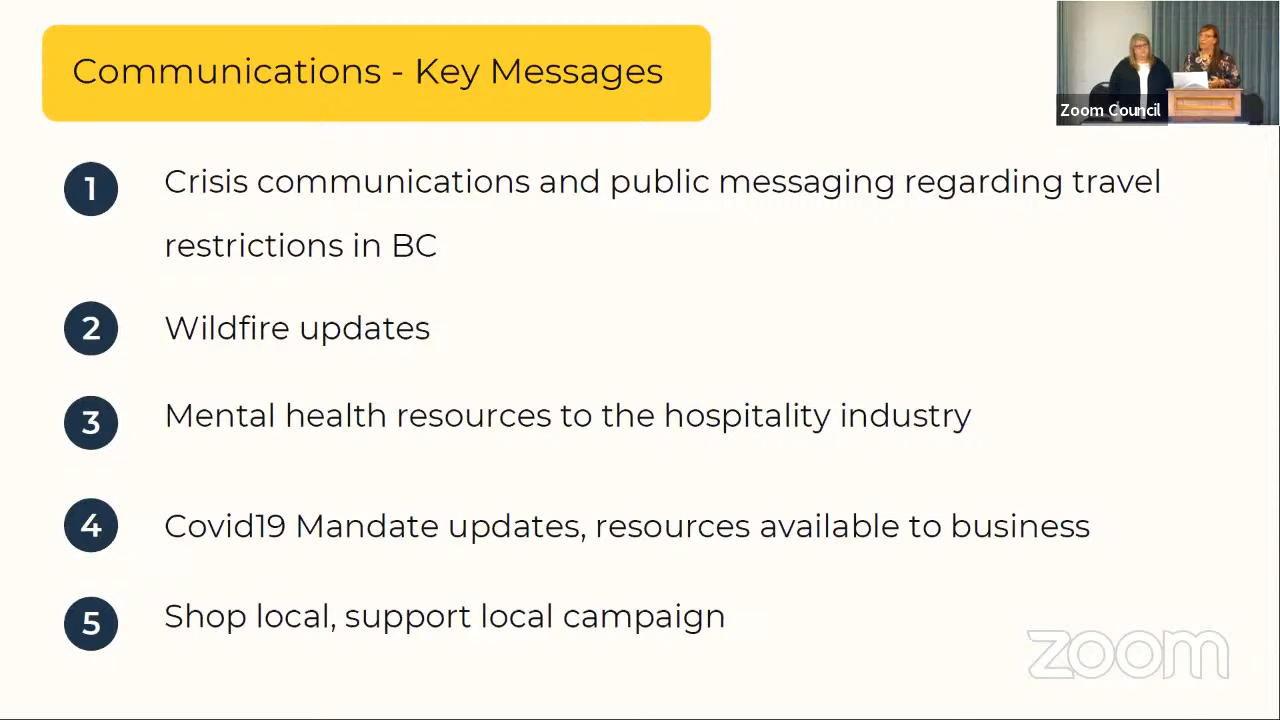 Communications - Key Messages
Zoom Council
1 Crisis communications and public messaging regarding travel
restrictions in BC
2 Wildfire updates
3 Mental health resources to the hospitality industry
4 Covid19 Mandate updates, resources available to business
5 Shop local, support local campaign
zoom